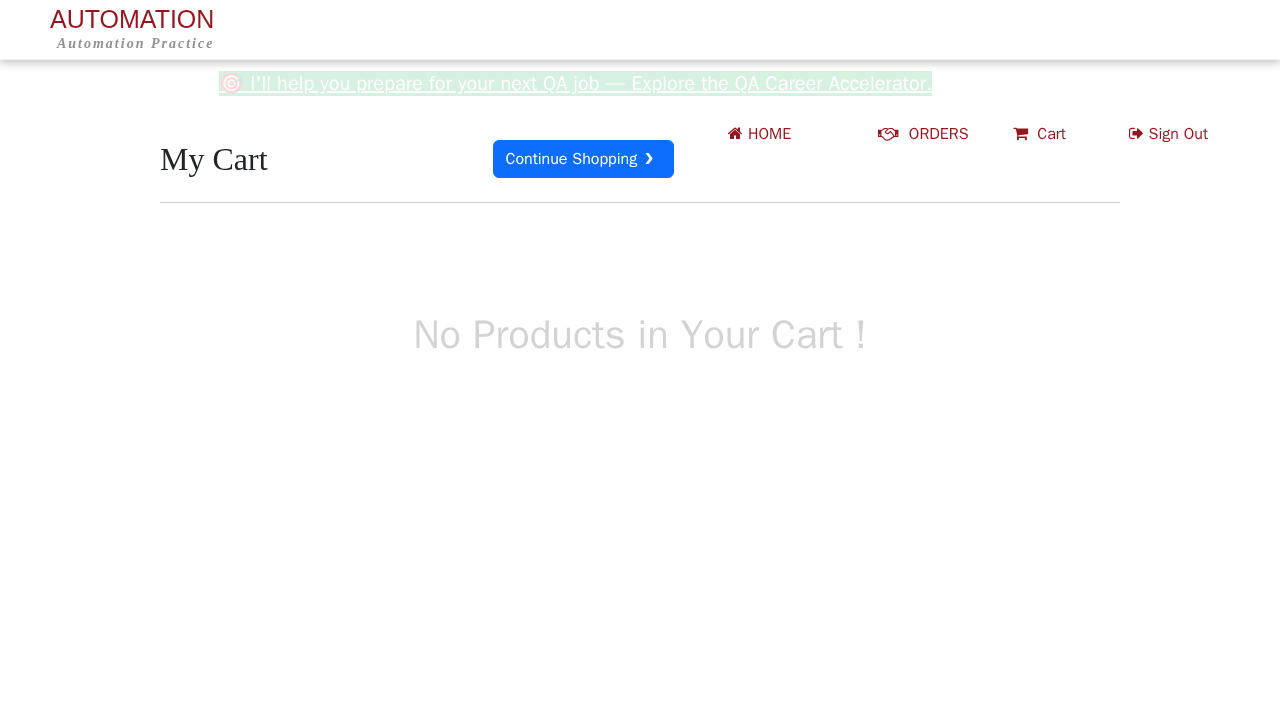 AUTOMATION
Automation Practice
🎯 I'll help you prepare for your next QA job — Explore the QA Career Accelerator.
HOME
ORDERS
Cart
Sign Out
My Cart
Continue Shopping ❯
No Products in Your Cart !